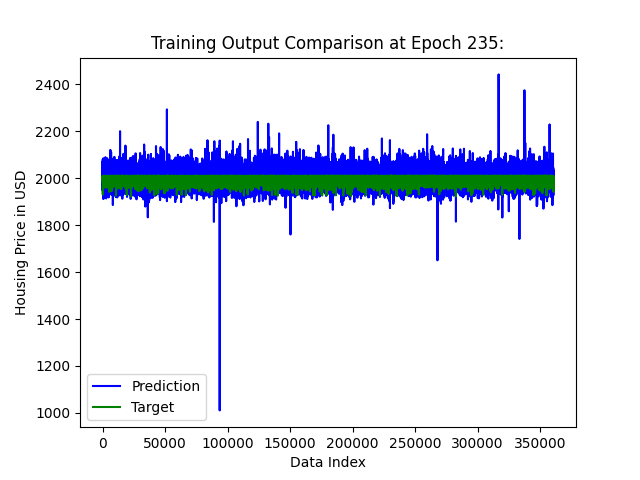 Training Output Comparison at Epoch 235:
Housing Price in USD
2400
2200
2000
1800
1600
1400
1200
1000
Prediction
Target
0 50000 100000 150000 200000 250000 300000 350000
Data Index